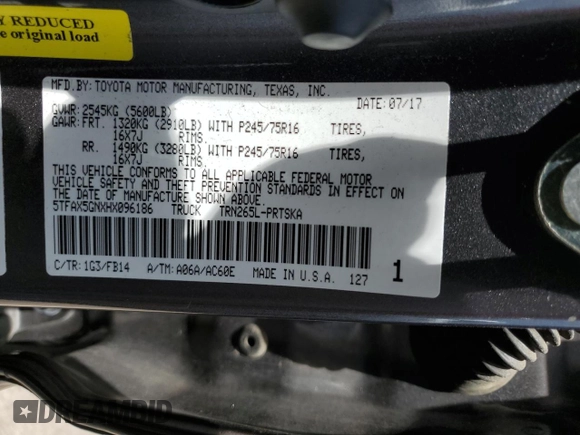 Y REDUCED
e original load
MFD.BY:TOYOTA MOTOR MANUFACTURING, TEXAS, INC.
GVWR:2545KG (5600LB) DATE:07/17
GAWR:FRT. 1320KG (2910LB) WITH P245/75R16 TIRES,
16X7J RIMS.
RR. 1490KG (3280LB) WITH P245/75R16 TIRES,
16X7J RIMS.
THIS VEHICLE CONFORMS TO ALL APPLICABLE FEDERAL MOTOR
VEHICLE SAFETY AND THEFT PREVENTION STANDARDS IN EFFECT ON
THE DATE OF MANUFACTURE SHOWN ABOVE.
5TFAX5GNXHX096186 TRUCK TRN265L-PRTSKA
C/TR:1G3/FB14 A/TM:A06A/AC60E MADE IN U.S.A. 127 1
DREAMBID